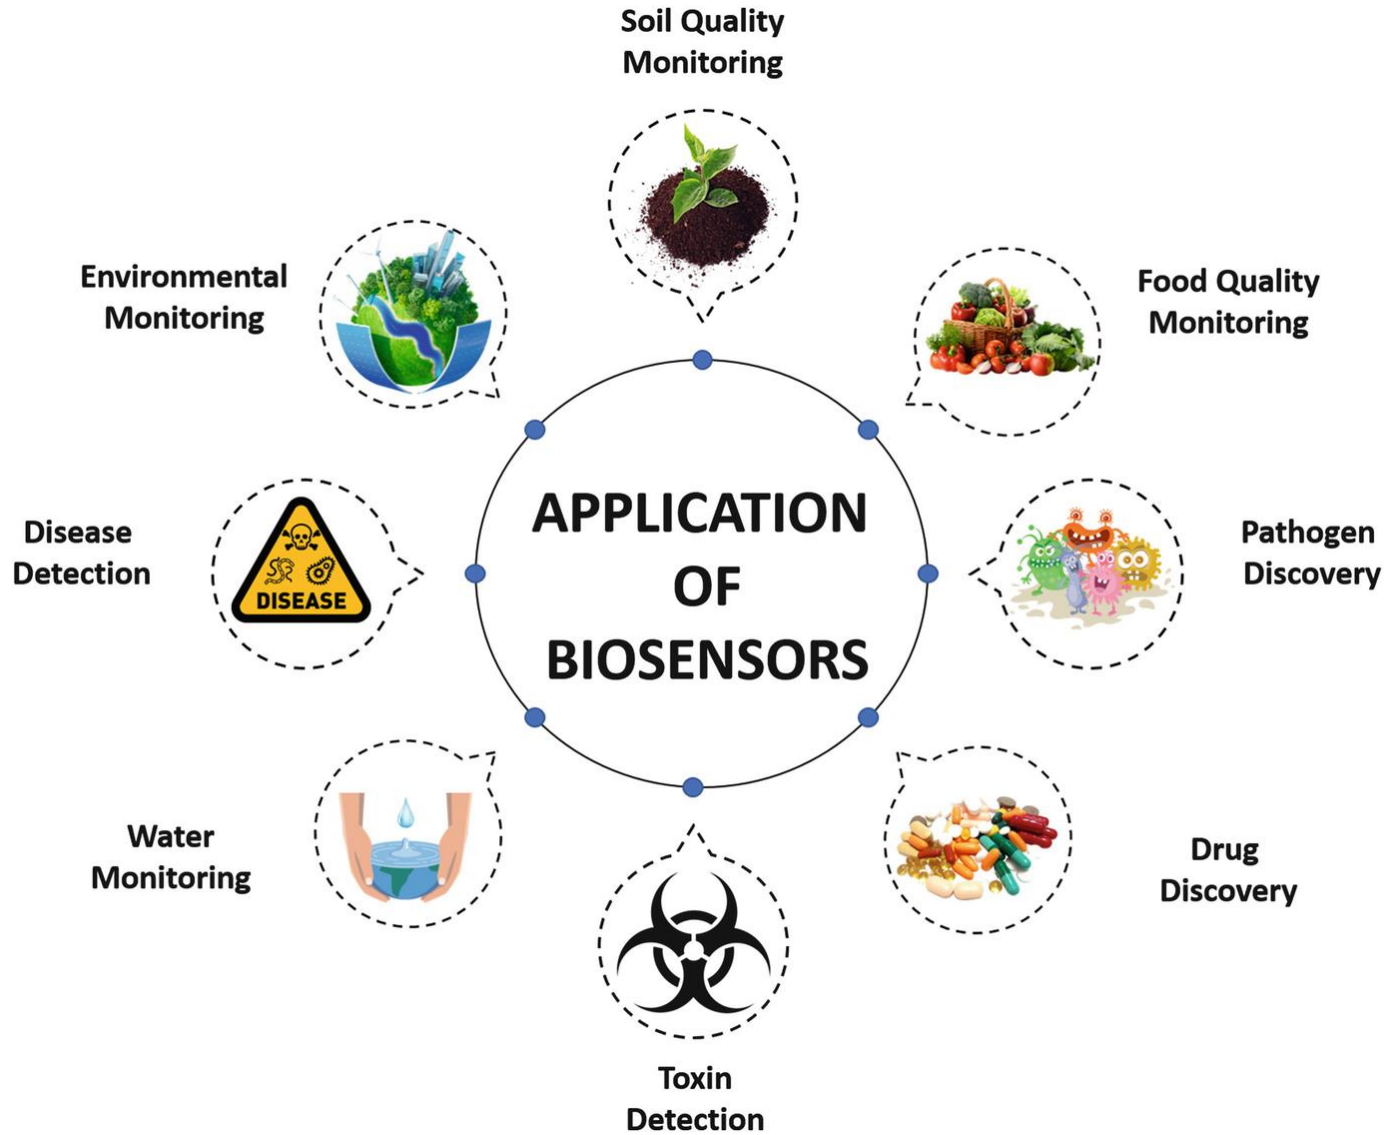 Soil Quality
Monitoring
Environmental
Monitoring
Food Quality
Monitoring
APPLICATION
OF
BIOSENSORS
Disease
Detection
DISEASE
Pathogen
Discovery
Water
Monitoring
Drug
Discovery
Toxin
Detection